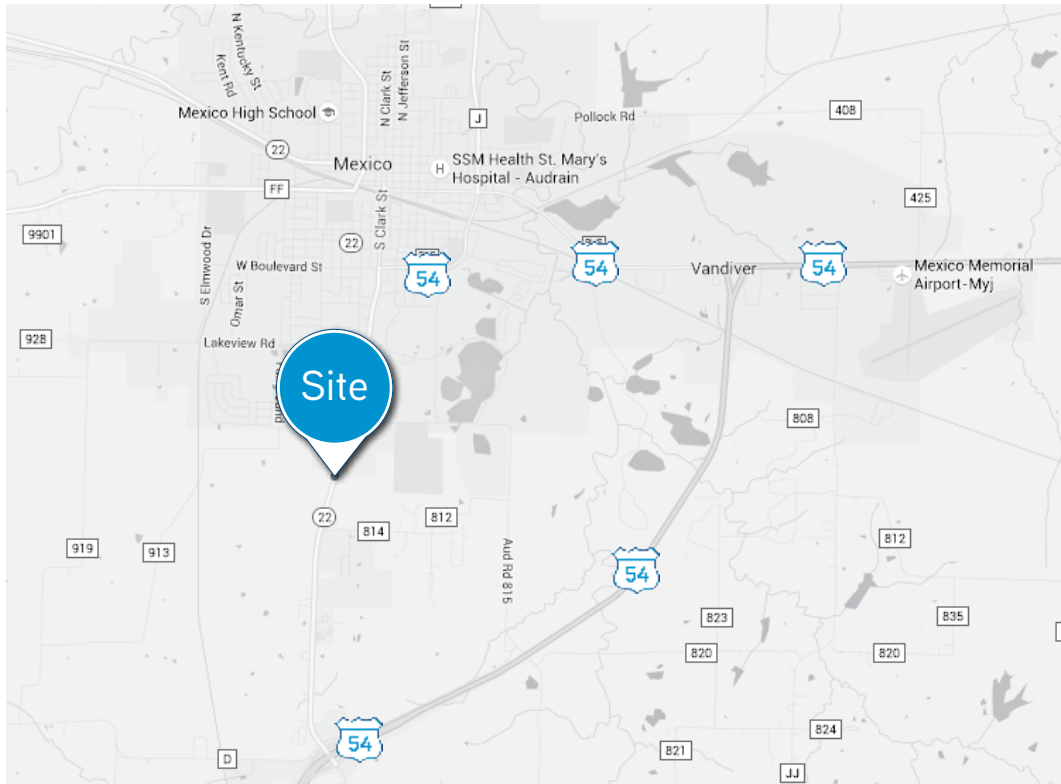 N Kentucky St
Kent Rd
N Clark St
N Jefferson St
Mexico High School
J
Pollock Rd
408
22
Mexico
H
SSM Health St. Mary's
Hospital - Audrain
FF
425
9901
S Elmwood Dr
22
S Clark St
W Boulevard St
54
54
Vandiver
54
Mexico Memorial
Airport-Myj
Omar St
928
Lakeview Rd
Site
808
22
814
812
919
913
Aud Rd 815
812
54
823
835
820
820
54
D
821
824
JJ